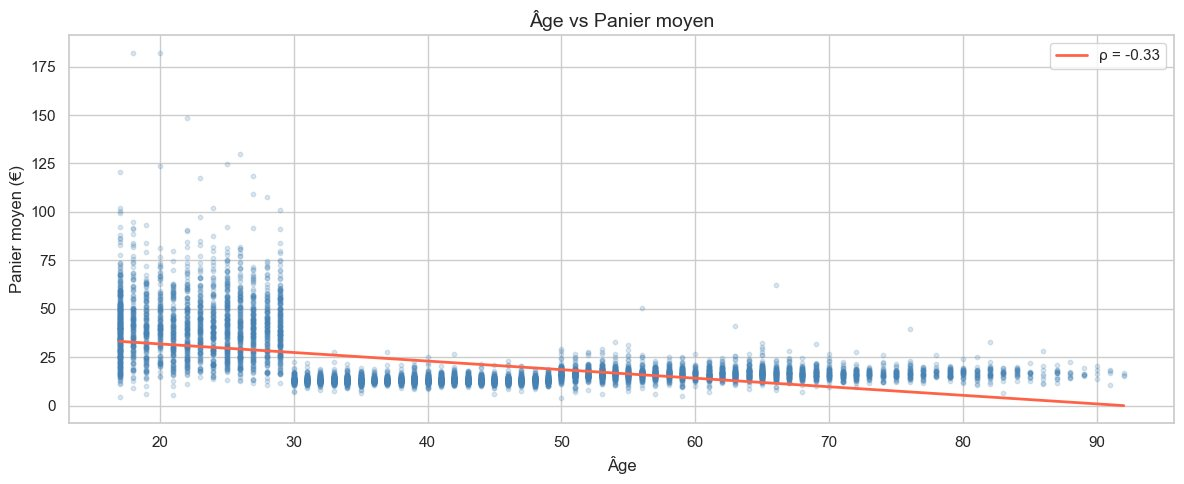 Âge vs Panier moyen
ρ = -0.33
Panier moyen (€)
175
150
125
100
75
50
25
0
20 30 40 50 60 70 80 90
Âge